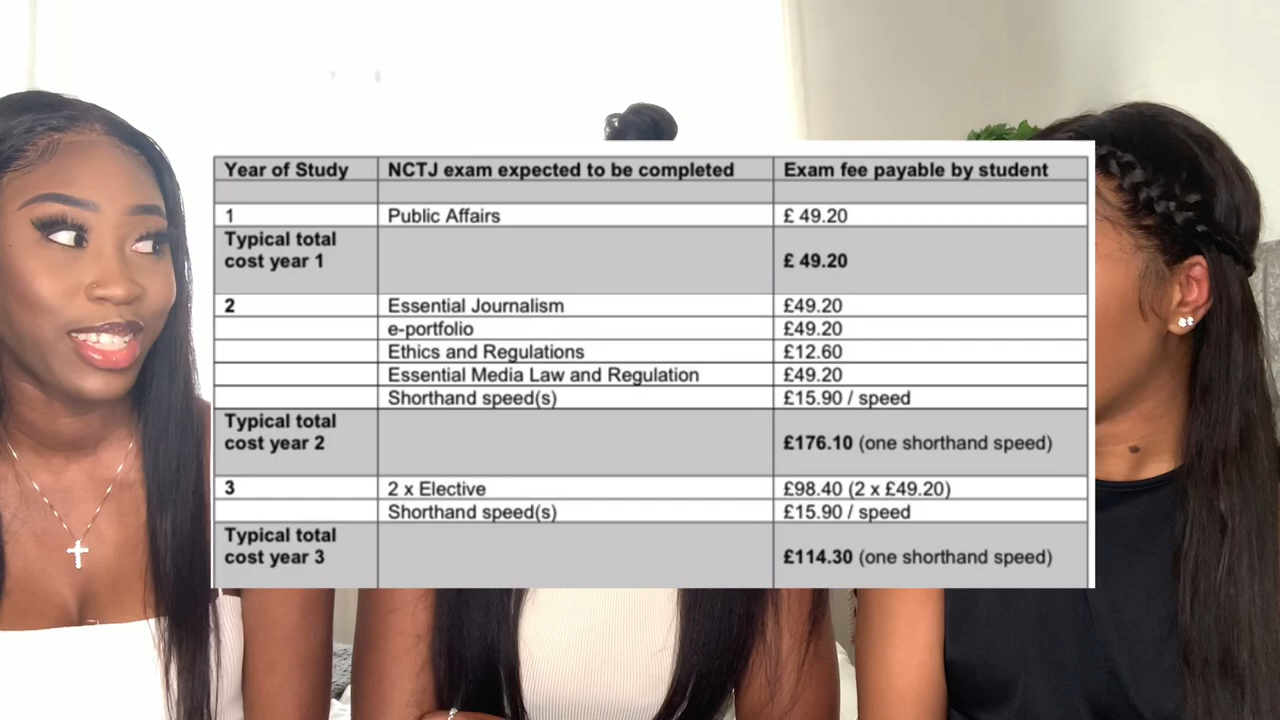 Year of Study NCTJ exam expected to be completed Exam fee payable by student
1 Public Affairs £ 49.20
Typical total
cost year 1 £ 49.20
2 Essential Journalism £49.20
e-portfolio £49.20
Ethics and Regulations £12.60
Essential Media Law and Regulation £49.20
Shorthand speed(s) £15.90 / speed
Typical total
cost year 2 £176.10 (one shorthand speed)
3 2 x Elective £98.40 (2 x £49.20)
Shorthand speed(s) £15.90 / speed
Typical total
cost year 3 £114.30 (one shorthand speed)